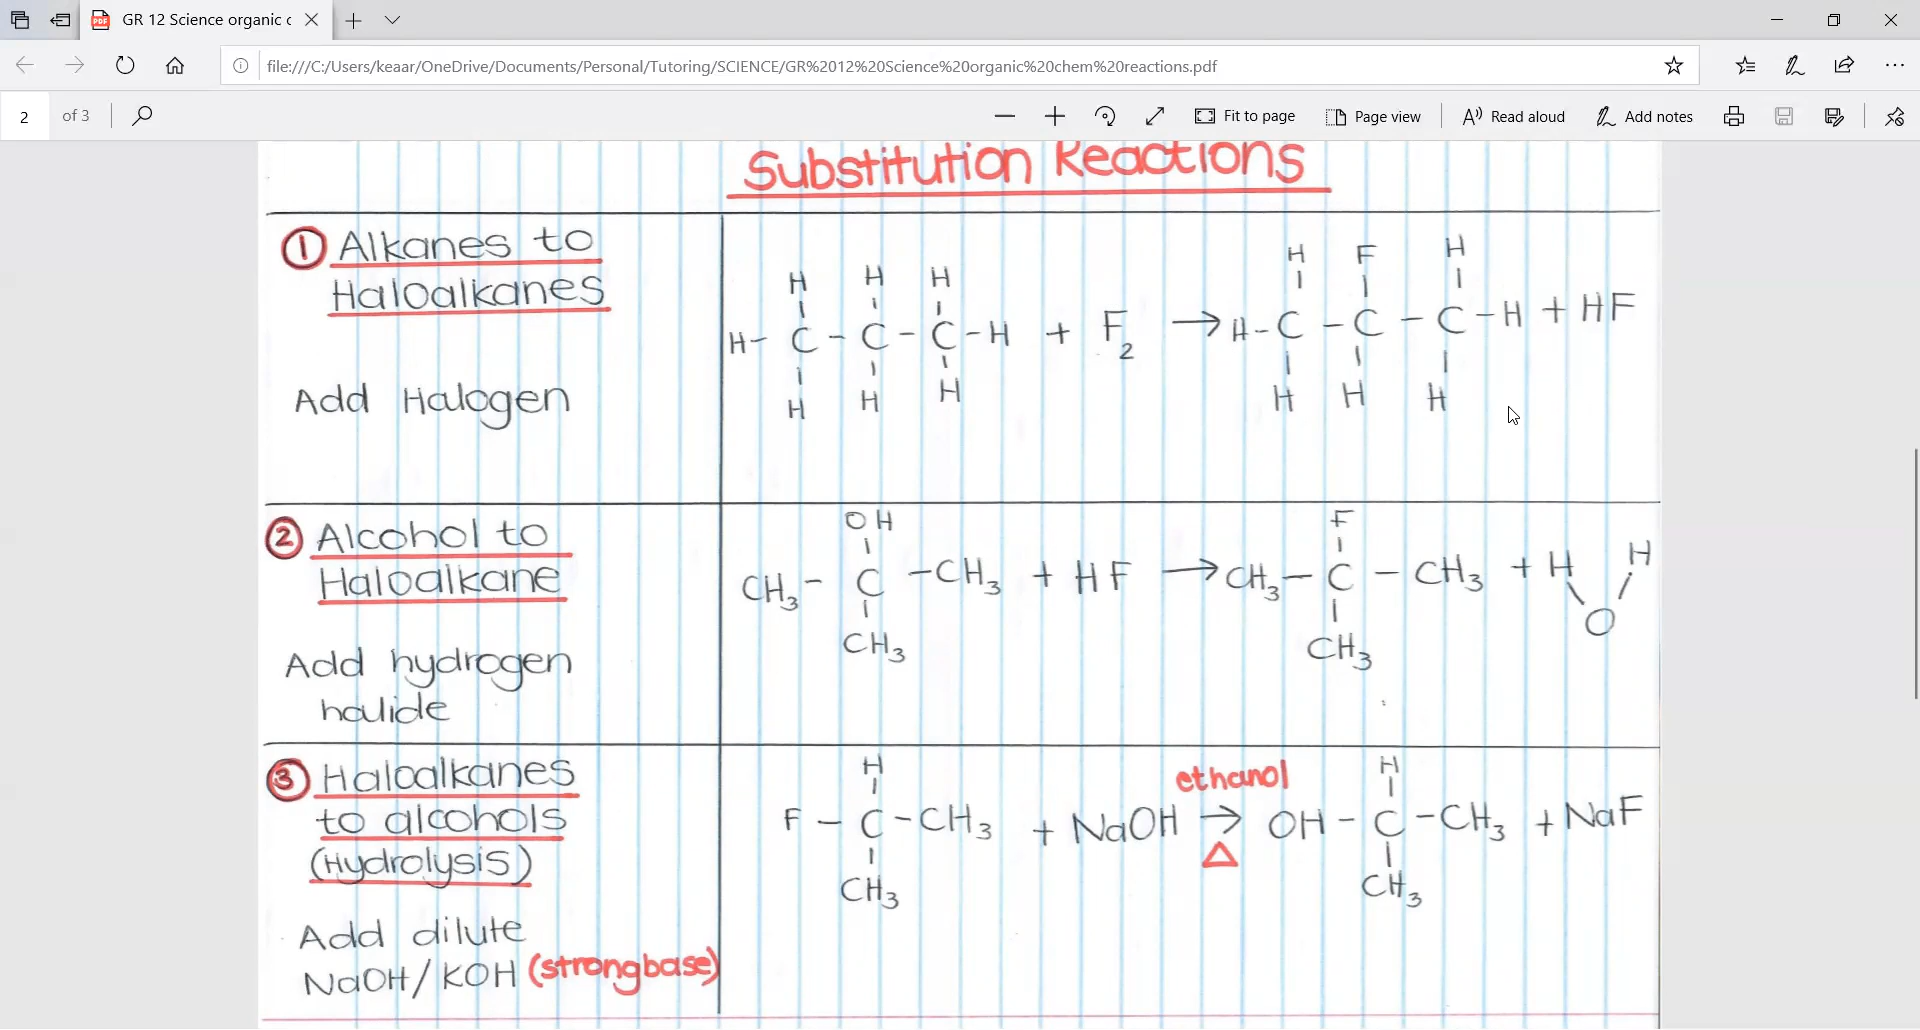 GR 12 Science organic c
file:///C:/Users/keaar/OneDrive/Documents/Personal/Tutoring/SCIENCE/GR%2012%20Science%20organic%20chem%20reactions.pdf
2 of 3
Fit to page
Page view
Read aloud
Add notes
Substitution Reactions
1 Alkanes to
Haloalkanes
Add Halogen
H H H
H - C - C - C - H + F2 → H - C - C - C - H + HF
H H H
H F H
H H H
2 Alcohol to
Haloalkane
Add hydrogen
halide
OH
CH3 - C - CH3 + HF → CH3 - C - CH3 + H O H
CH3
F
CH3
3 Haloalkanes
to alcohols
(Hydrolysis)
Add dilute
NaOH/KOH (strong base)
H
ethanol
F - C - CH3 + NaOH → OH - C - CH3 + NaF
Δ
CH3
H
CH3